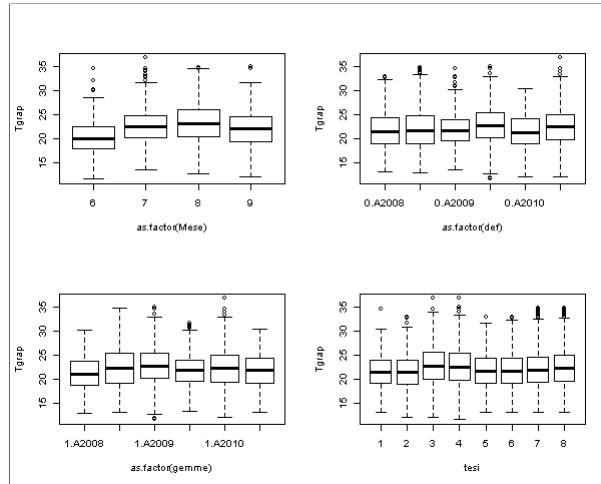 Tgrap
35
30
25
20
15
6 7 8 9
as.factor(Mese)
Tgrap
35
30
25
20
15
0.A2008 0.A2009 0.A2010
as.factor(def)
Tgrap
35
30
25
20
15
1.A2008 1.A2009 1.A2010
as.factor(gemme)
Tgrap
35
30
25
20
15
1 2 3 4 5 6 7 8
tesi